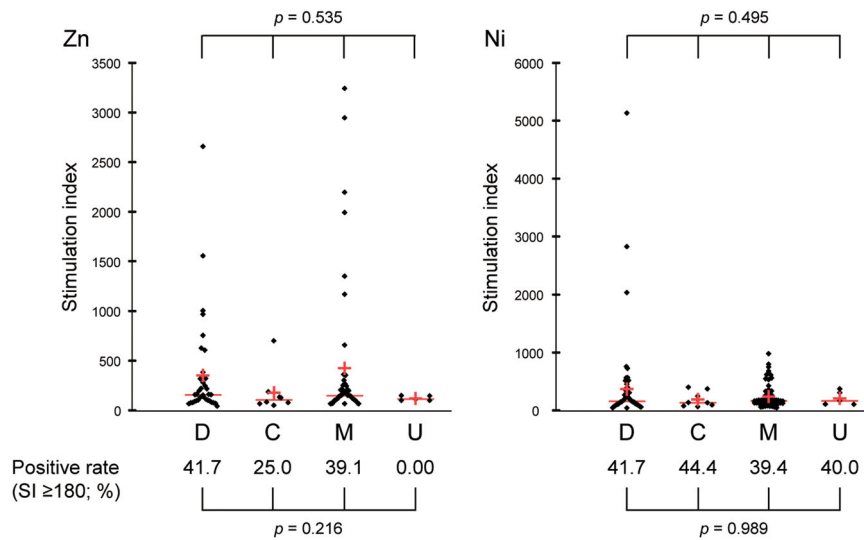 p = 0.535
Zn
Stimulation index
3500
3000
2500
2000
1500
1000
500
0
D C M U
Positive rate 41.7 25.0 39.1 0.00
(SI ≥180; %)
p = 0.216
p = 0.495
Ni
Stimulation index
6000
5000
4000
3000
2000
1000
0
D C M U
41.7 44.4 39.4 40.0
p = 0.989